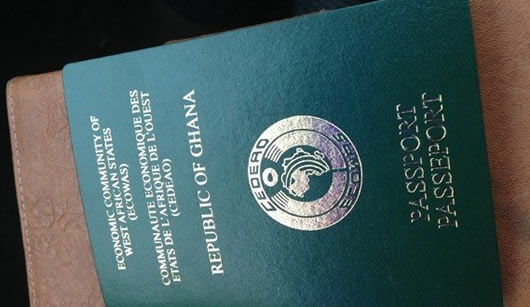 ECONOMIC COMMUNITY OF
WEST AFRICAN STATES
(ECOWAS)
COMMUNAUTE ECONOMIQUE DES
ETATS DE L'AFRIQUE DE L'OUEST
(CEDEAO)
REPUBLIC OF GHANA
CEDEAO
ECOWAS
PASSPORT
PASSEPORT